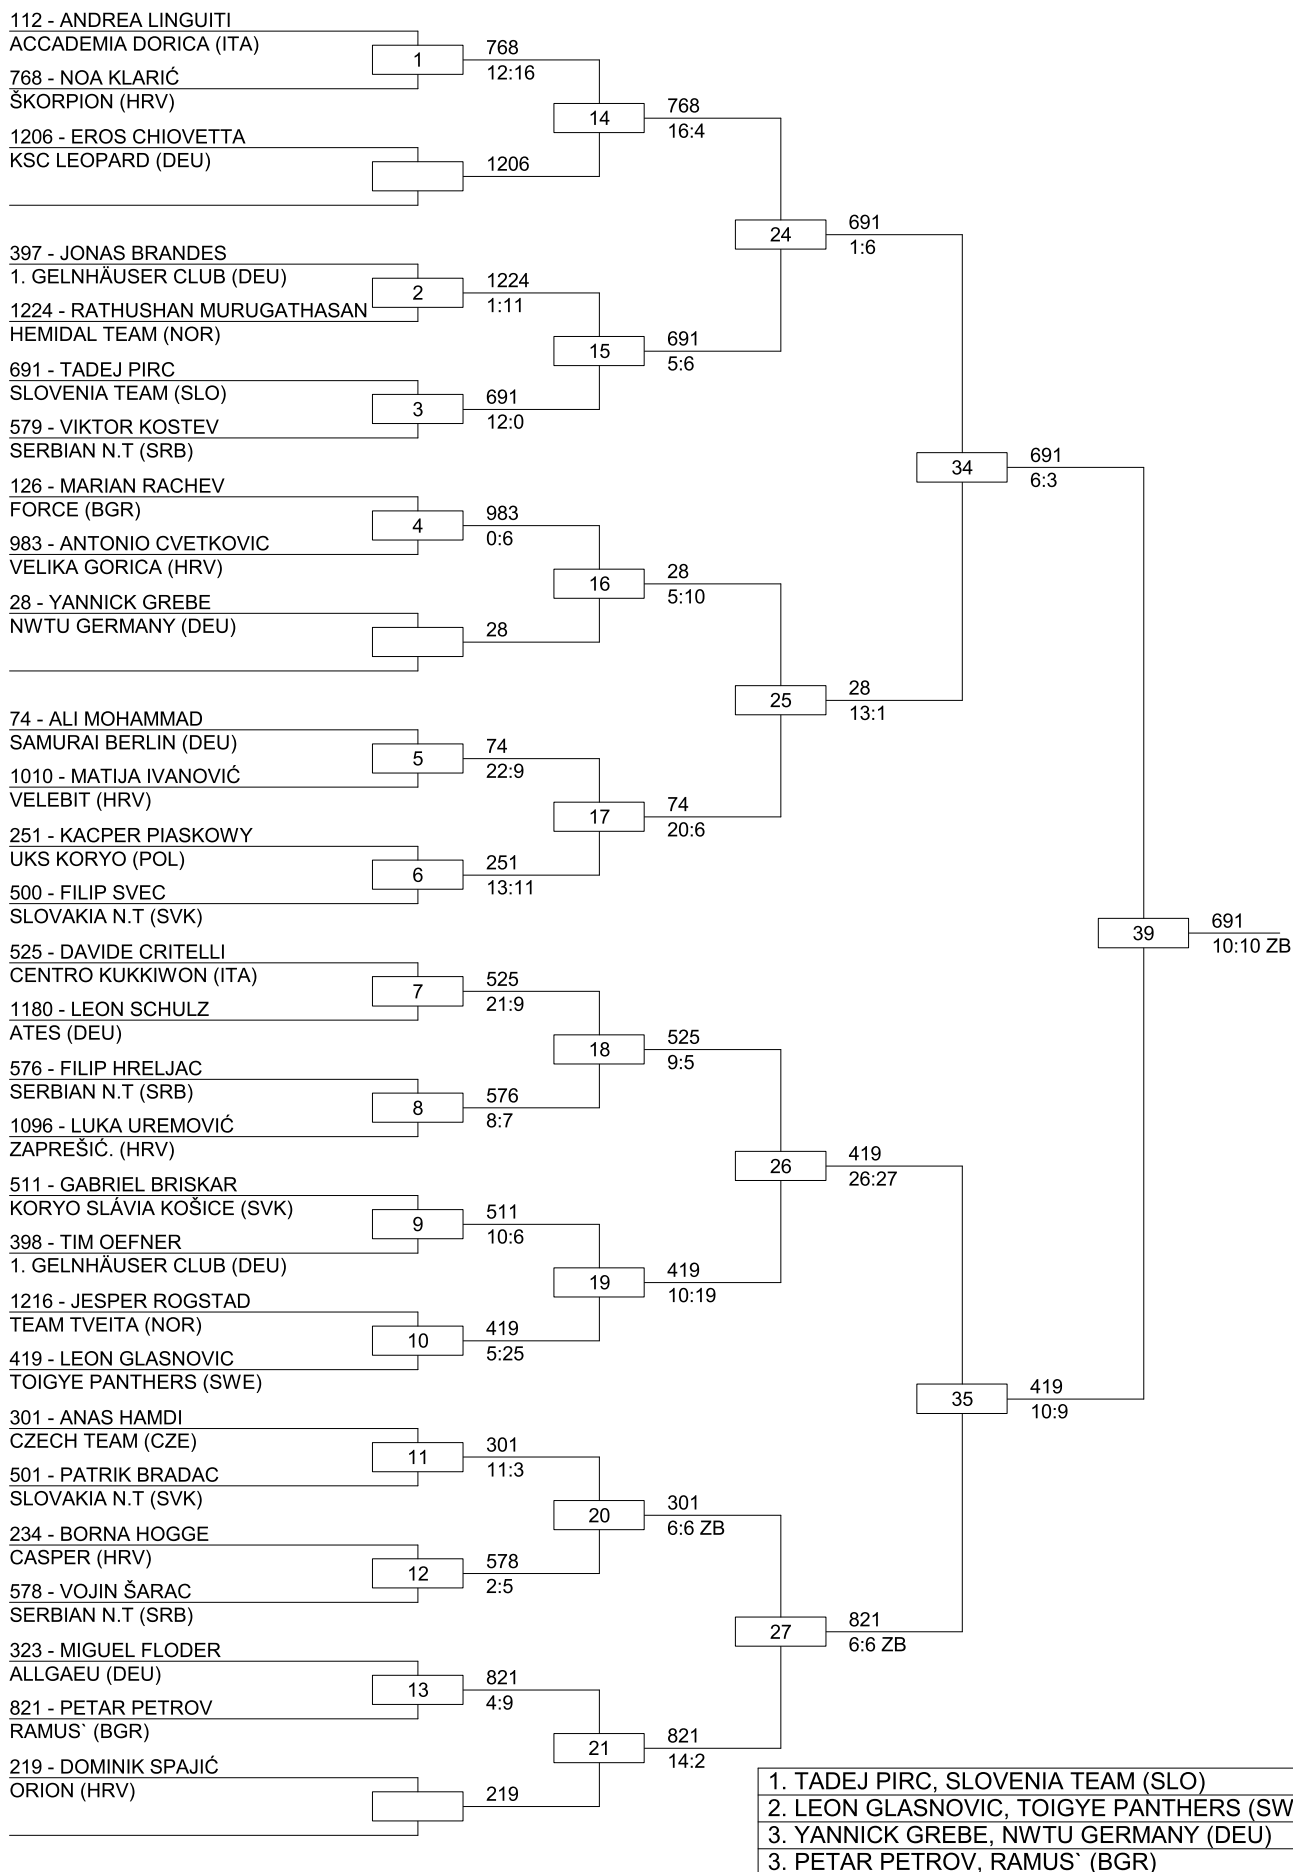 112 - ANDREA LINGUITI
ACCADEMIA DORICA (ITA)
768 - NOA KLARIĆ
ŠKORPION (HRV)
1206 - EROS CHIOVETTA
KSC LEOPARD (DEU)
397 - JONAS BRANDES
1. GELNHÄUSER CLUB (DEU)
1224 - RATHUSHAN MURUGATHASAN
HEMIDAL TEAM (NOR)
691 - TADEJ PIRC
SLOVENIA TEAM (SLO)
579 - VIKTOR KOSTEV
SERBIAN N.T (SRB)
126 - MARIAN RACHEV
FORCE (BGR)
983 - ANTONIO CVETKOVIC
VELIKA GORICA (HRV)
28 - YANNICK GREBE
NWTU GERMANY (DEU)
74 - ALI MOHAMMAD
SAMURAI BERLIN (DEU)
1010 - MATIJA IVANOVIĆ
VELEBIT (HRV)
251 - KACPER PIASKOWY
UKS KORYO (POL)
500 - FILIP SVEC
SLOVAKIA N.T (SVK)
525 - DAVIDE CRITELLI
CENTRO KUKKIWON (ITA)
1180 - LEON SCHULZ
ATES (DEU)
576 - FILIP HRELJAC
SERBIAN N.T (SRB)
1096 - LUKA UREMOVIĆ
ZAPREŠIĆ. (HRV)
511 - GABRIEL BRISKAR
KORYO SLÁVIA KOŠICE (SVK)
398 - TIM OEFNER
1. GELNHÄUSER CLUB (DEU)
1216 - JESPER ROGSTAD
TEAM TVEITA (NOR)
419 - LEON GLASNOVIC
TOIGYE PANTHERS (SWE)
301 - ANAS HAMDI
CZECH TEAM (CZE)
501 - PATRIK BRADAC
SLOVAKIA N.T (SVK)
234 - BORNA HOGGE
CASPER (HRV)
578 - VOJIN ŠARAC
SERBIAN N.T (SRB)
323 - MIGUEL FLODER
ALLGAEU (DEU)
821 - PETAR PETROV
RAMUS` (BGR)
219 - DOMINIK SPAJIĆ
ORION (HRV)
1
768
12:16
1206
2
1224
1:11
3
691
12:0
4
983
0:6
28
5
74
22:9
6
251
13:11
7
525
21:9
8
576
8:7
9
511
10:6
10
419
5:25
11
301
11:3
12
578
2:5
13
821
4:9
219
14
768
16:4
15
691
5:6
16
28
5:10
17
74
20:6
18
525
9:5
19
419
10:19
20
301
6:6 ZB
21
821
14:2
24
691
1:6
25
28
13:1
26
419
26:27
27
821
6:6 ZB
34
691
6:3
35
419
10:9
39
691
10:10 ZB
1. TADEJ PIRC, SLOVENIA TEAM (SLO)
2. LEON GLASNOVIC, TOIGYE PANTHERS (SW
3. YANNICK GREBE, NWTU GERMANY (DEU)
3. PETAR PETROV, RAMUS` (BGR)